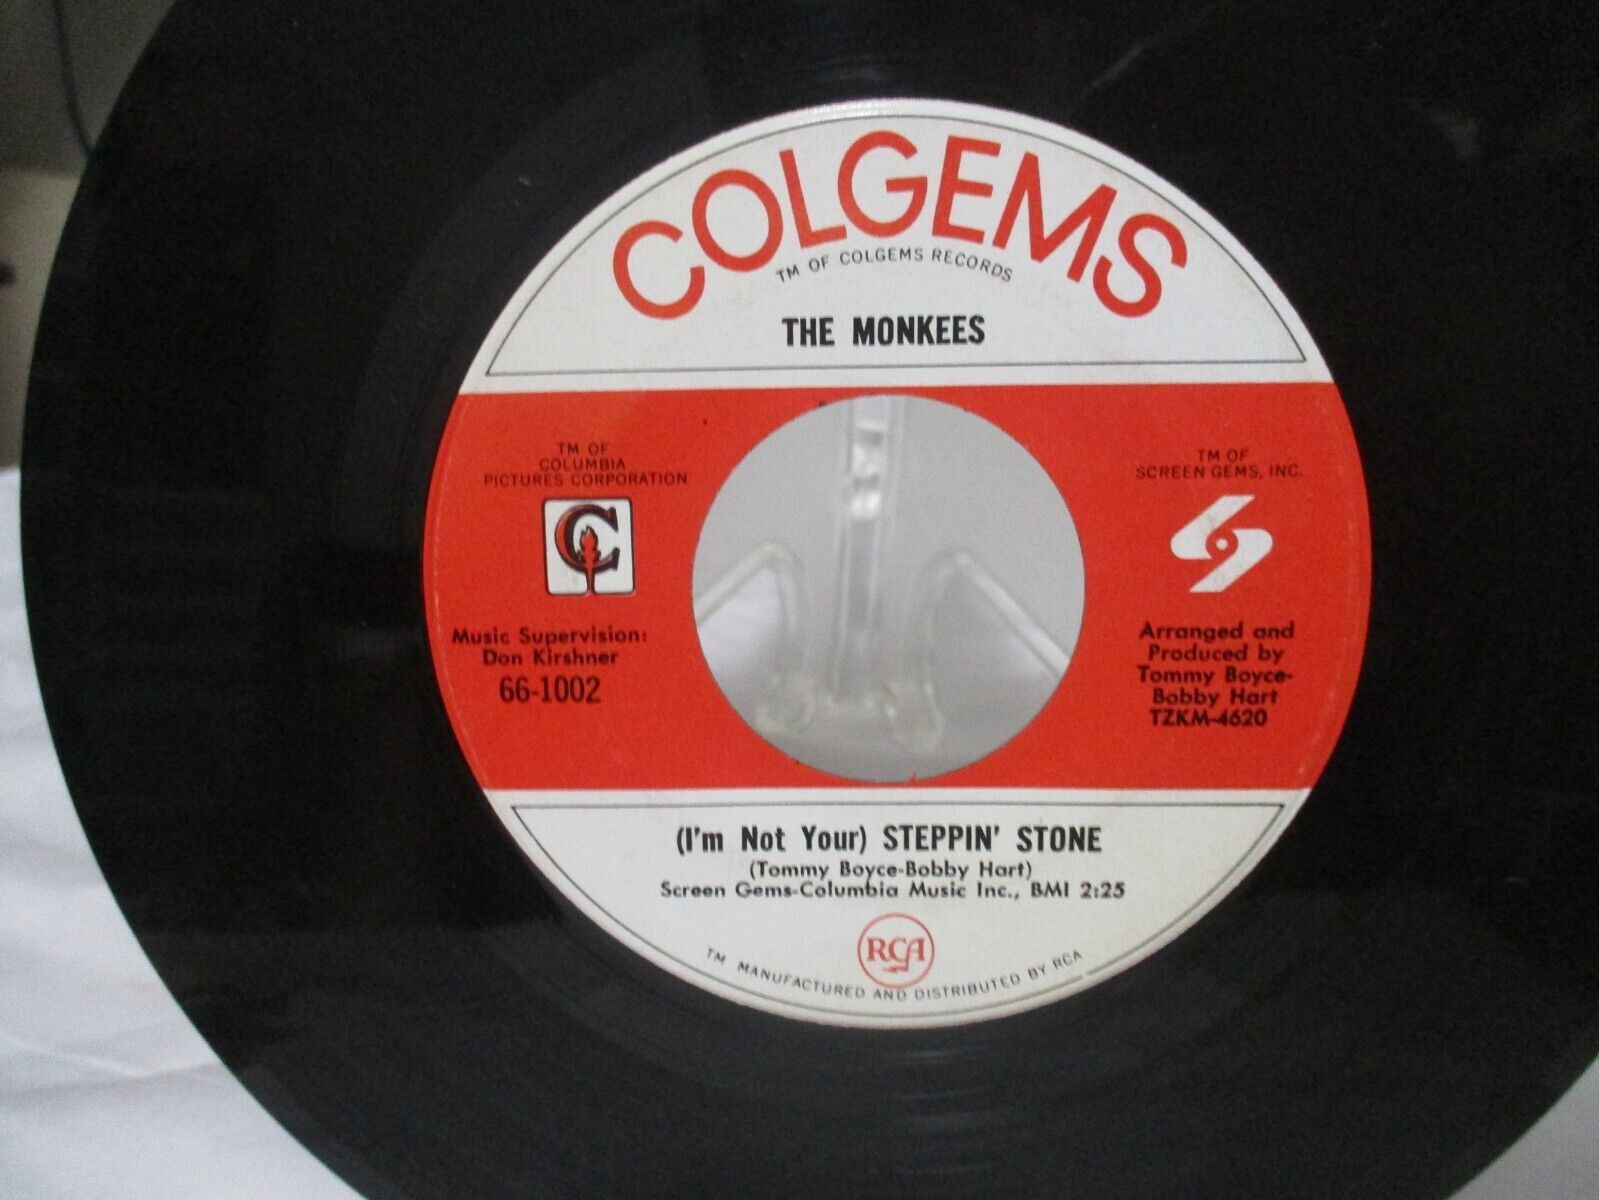 COLGEMS
TM OF COLGEMS RECORDS
THE MONKEES
TM OF
COLUMBIA
PICTURES CORPORATION
C
Music Supervision:
Don Kirshner
66-1002
TM OF
SCREEN GEMS, INC.
Arranged and
Produced by
Tommy Boyce-
Bobby Hart
TZKM-4620
(I'm Not Your) STEPPIN' STONE
(Tommy Boyce-Bobby Hart)
Screen Gems-Columbia Music Inc., BMI 2:25
RCA
TM MANUFACTURED AND DISTRIBUTED BY RCA